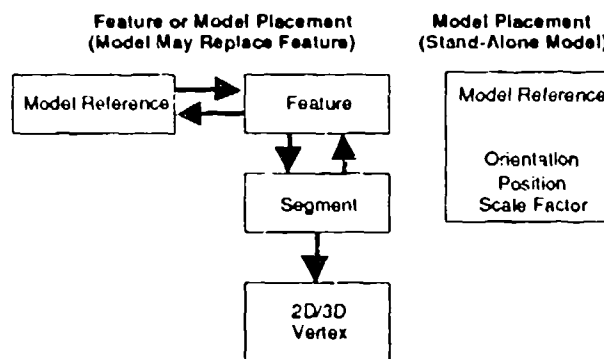 Feature or Model Placement
(Model May Replace Feature)
Model Placement
(Stand-Alone Model)
Model Reference
Feature
Segment
2D/3D
Vertex
Model Reference
Orientation
Position
Scale Factor